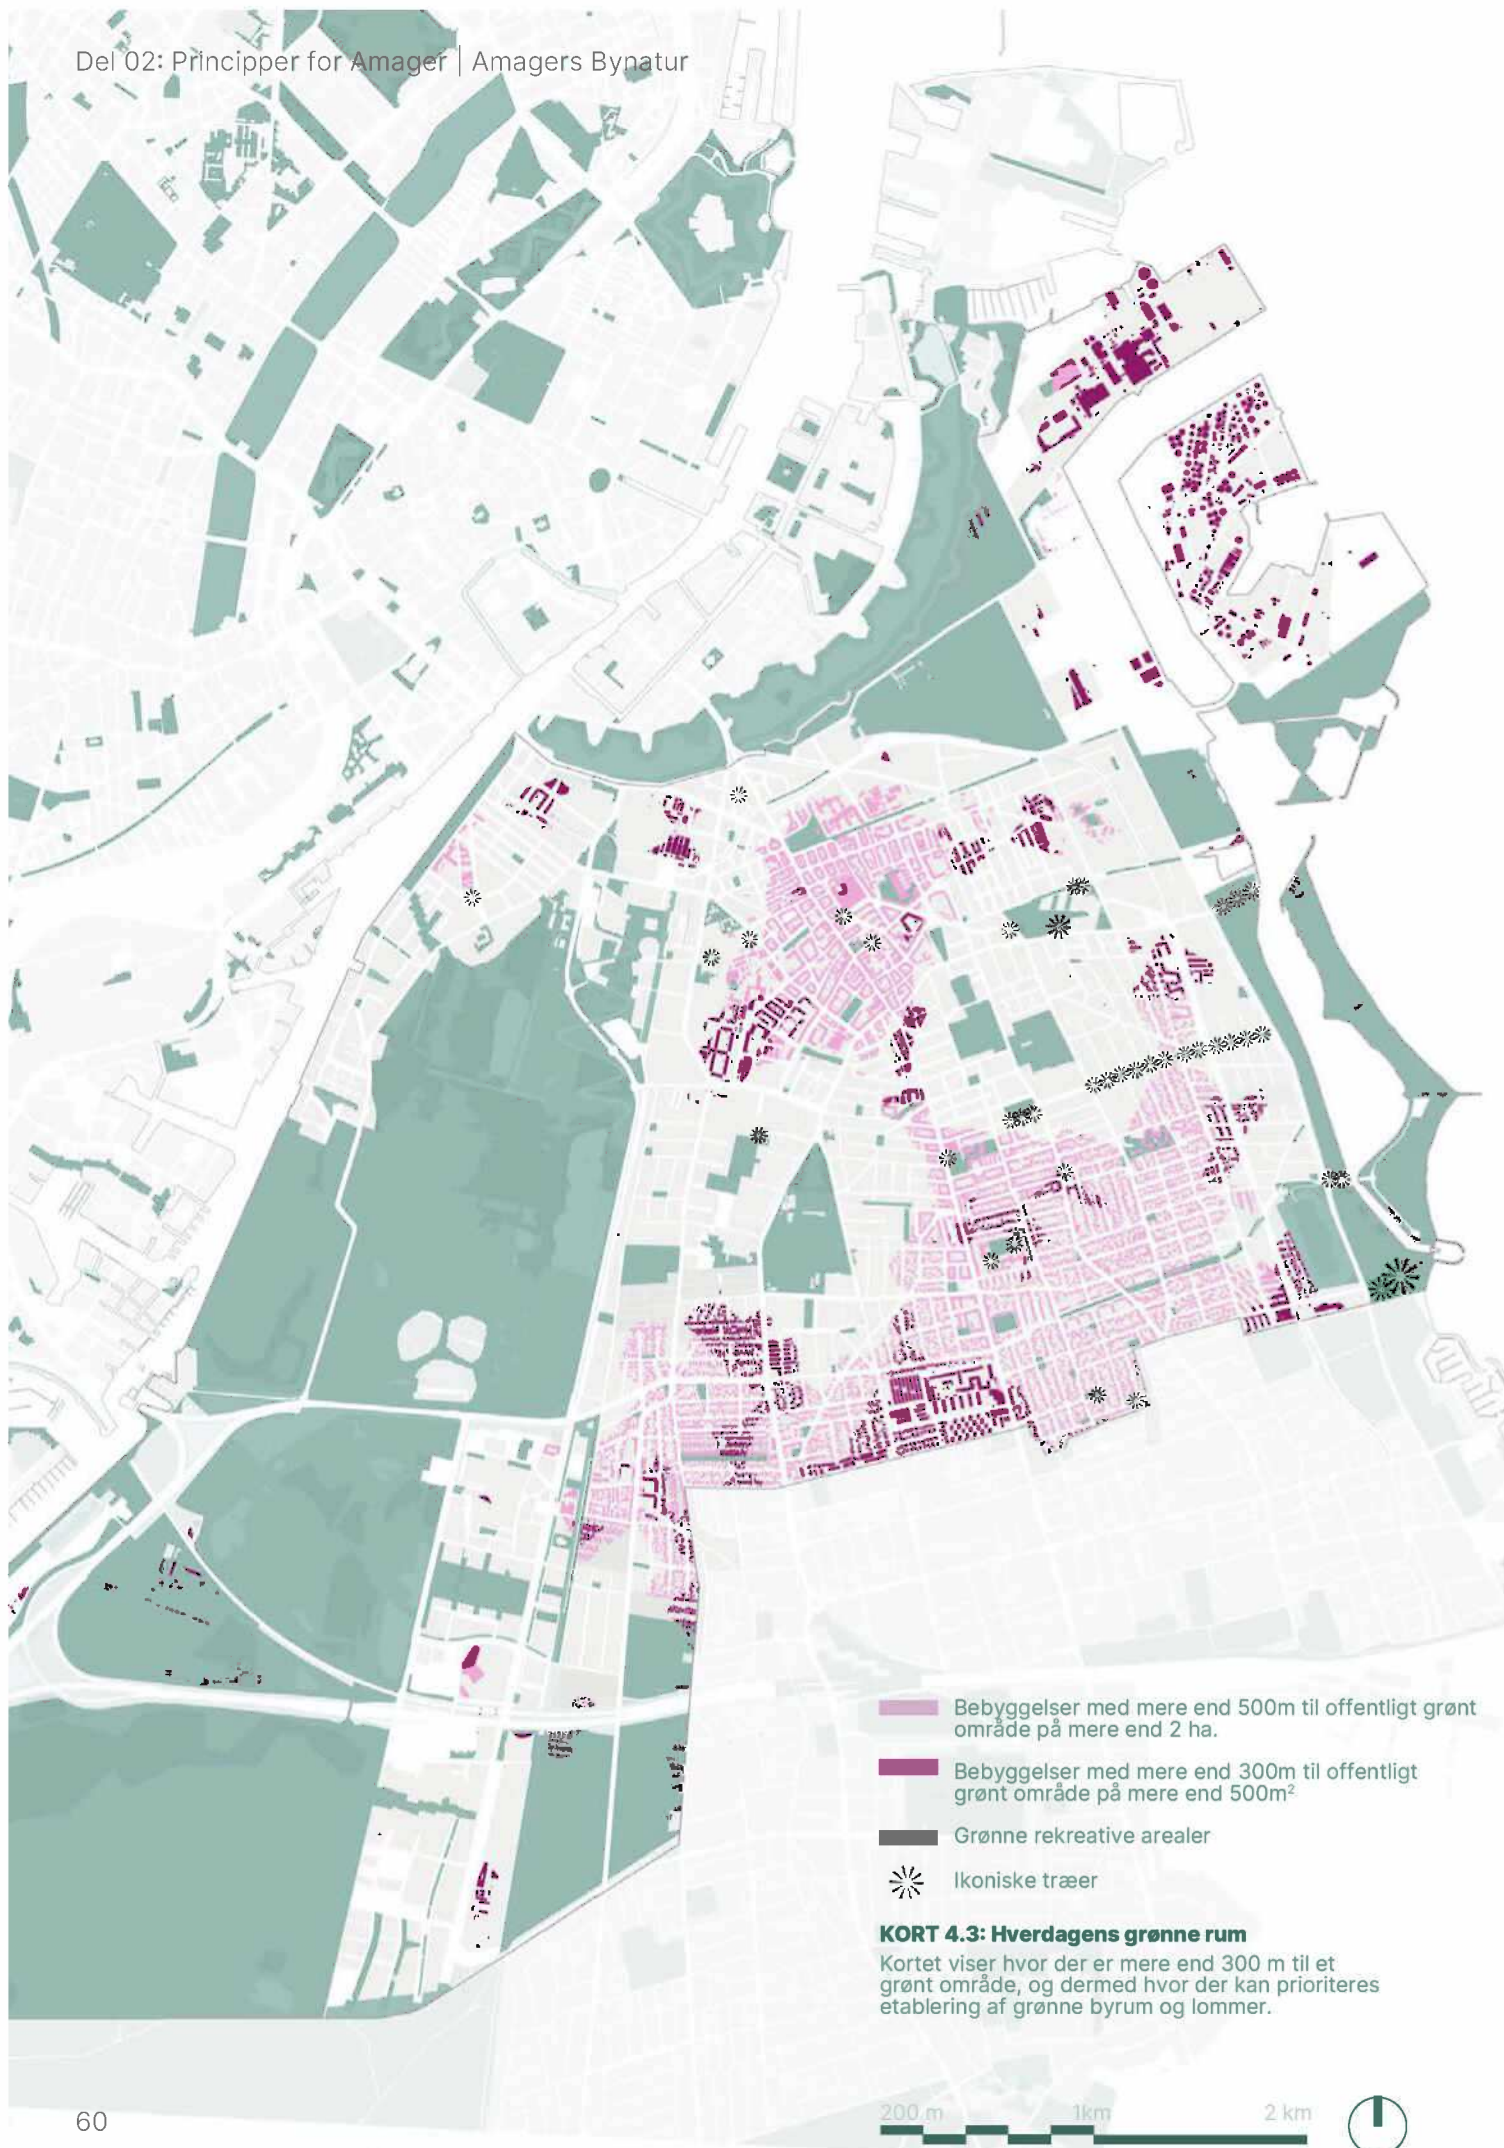 Del 02: Principper for Amager | Amagers Bynatur
Bebyggelser med mere end 500m til offentligt grønt
område på mere end 2 ha.
Bebyggelser med mere end 300m til offentligt
grønt område på mere end 500m²
Grønne rekreative arealer
Ikoniske træer
KORT 4.3: Hverdagens grønne rum
Kortet viser hvor der er mere end 300 m til et
grønt område, og dermed hvor der kan prioriteres
etablering af grønne byrum og lommer.
60
200 m 1km 2 km